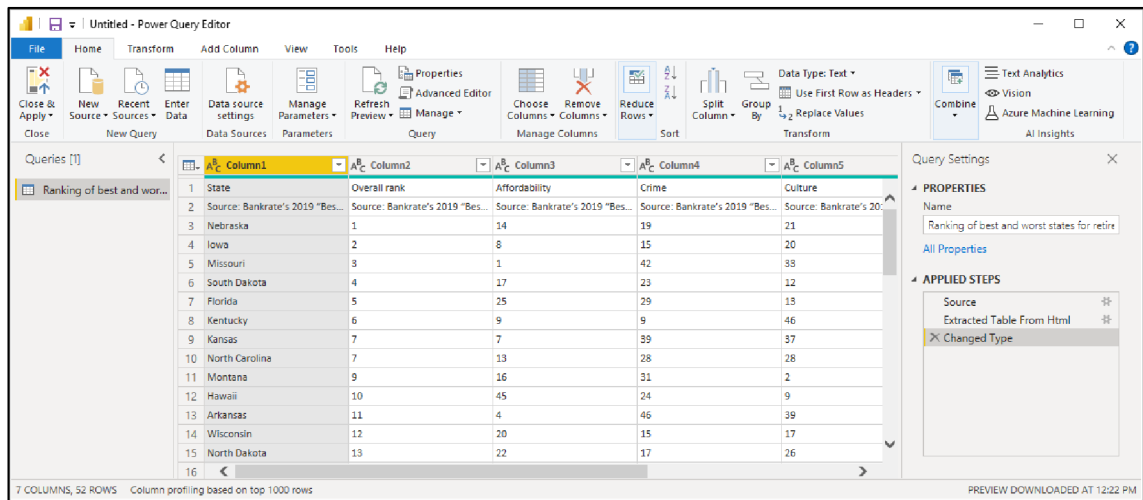 Untitled - Power Query Editor
File Home Transform Add Column View Tools Help
Close & Apply
New Source
Recent Sources
Enter Data
Data source settings
Manage Parameters
Refresh Preview
Properties
Advanced Editor
Manage
Choose Columns
Remove Columns
Reduce Rows
Split Column
Group By
Data Type: Text
Use First Row as Headers
Replace Values
Combine
Text Analytics
Vision
Azure Machine Learning
Close New Query Data Sources Parameters Query Manage Columns Sort Transform AI Insights
Queries [1]
Ranking of best and wor...
Column1 Column2 Column3 Column4 Column5
1 State Overall rank Affordability Crime Culture
2 Source: Bankrate's 2019 "Bes... Source: Bankrate's 2019 "Bes... Source: Bankrate's 2019 "Bes... Source: Bankrate's 2019 "Bes... Source: Bankrate's 20:
3 Nebraska 1 14 19 21
4 Iowa 2 8 15 20
5 Missouri 3 1 42 33
6 South Dakota 4 17 23 12
7 Florida 5 25 29 13
8 Kentucky 6 9 9 46
9 Kansas 7 7 39 37
10 North Carolina 7 13 28 28
11 Montana 9 16 31 2
12 Hawaii 10 45 24 9
13 Arkansas 11 4 46 39
14 Wisconsin 12 20 15 17
15 North Dakota 13 22 17 26
16
Query Settings
PROPERTIES
Name
Ranking of best and worst states for retire
All Properties
APPLIED STEPS
Source
Extracted Table From Html
Changed Type
7 COLUMNS, 52 ROWS Column profiling based on top 1000 rows PREVIEW DOWNLOADED AT 12:22 PM